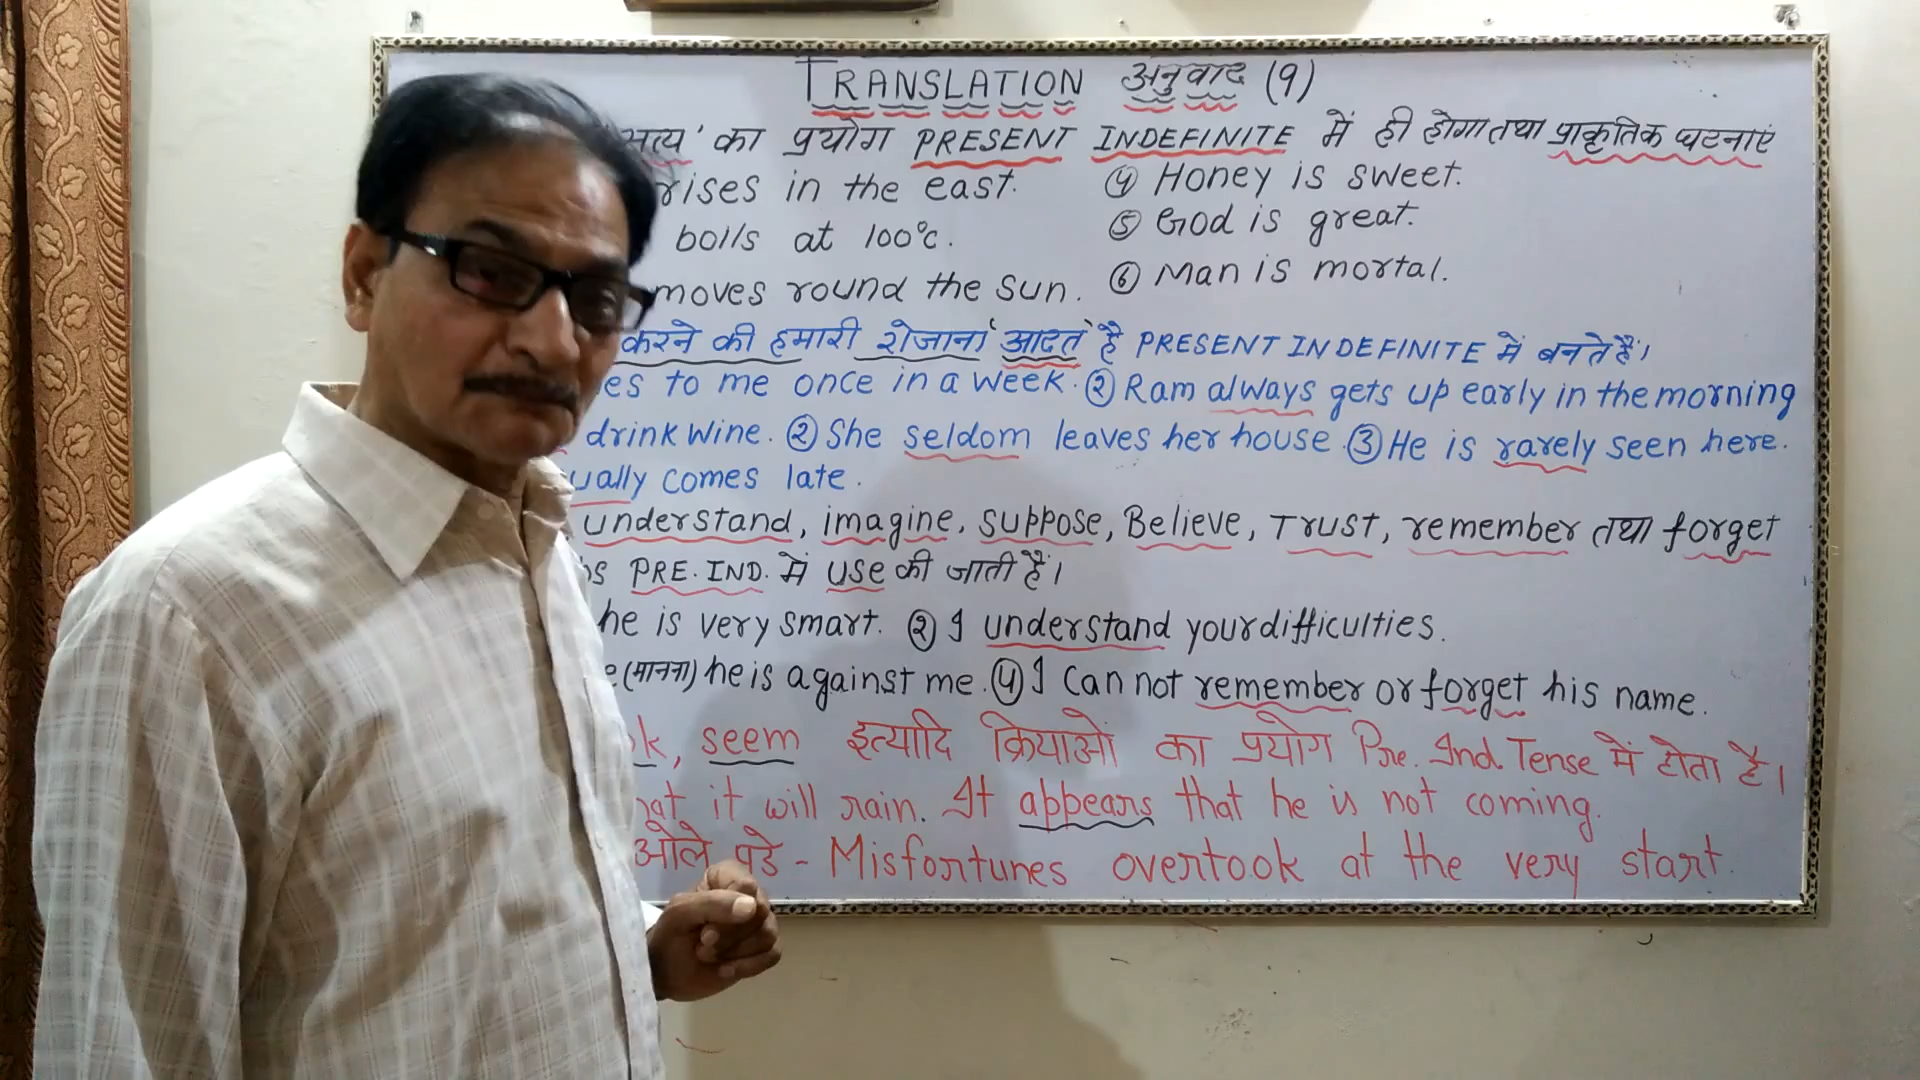 TRANSLATION अनुवाद (१)
सत्य' का प्रयोग PRESENT INDEFINITE में ही होगा तथा प्राकृतिक घटनाएं
rises in the east. ④ Honey is sweet.
boils at 100°c. ⑤ God is great.
moves round the sun. ⑥ Man is mortal.
करने की हमारी रोजाना 'आदत' है PRESENT INDEFINITE में बनते हैं।
es to me once in a week. ② Ram always gets up early in the morning
drink wine. ② She seldom leaves her house. ③ He is rarely seen here.
ually comes late.
understand, imagine, suppose, Believe, Trust, remember तथा forget
PRE. IND. में use की जाती हैं।
he is very smart. ② I understand your difficulties.
e (मानना) he is against me. ④ I can not remember or forget his name.
k, seem इत्यादि क्रियाओं का प्रयोग Pre. Ind Tense में होता है।
hat it will rain. It appears that he is not coming.
ओले पड़े - Misfortunes overtook at the very start.